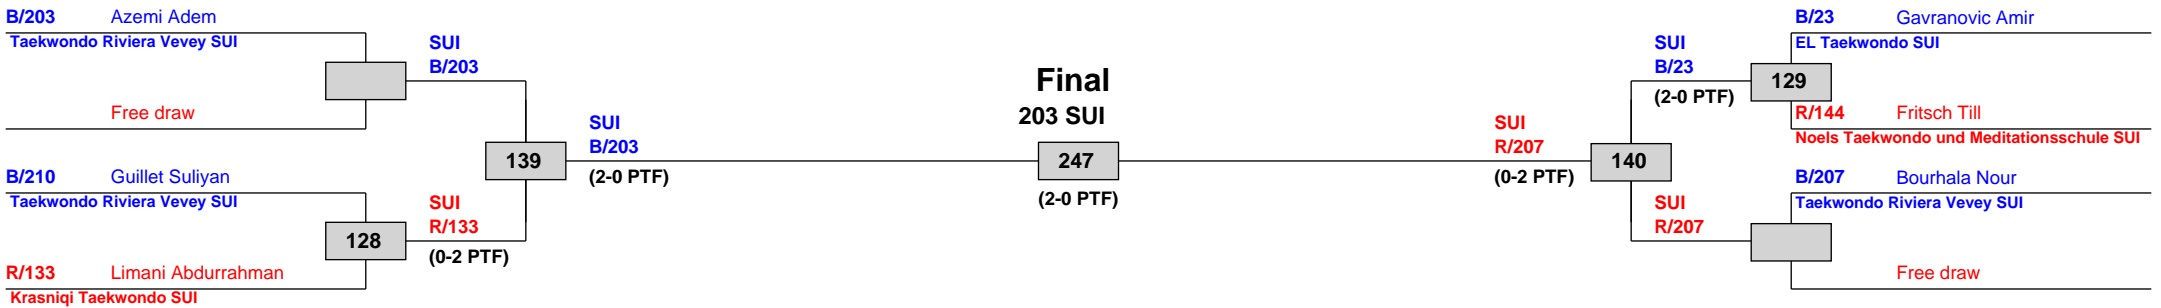 B/203 Azemi Adem
Taekwondo Riviera Vevey SUI
Free draw
B/210 Guillet Suliyan
Taekwondo Riviera Vevey SUI
128
R/133 Limani Abdurrahman
Krasniqi Taekwondo SUI
SUI
B/203
SUI
R/133
(0-2 PTF)
139
SUI
B/203
(2-0 PTF)
Final
203 SUI
247
(2-0 PTF)
SUI
R/207
(0-2 PTF)
140
SUI
B/23
(2-0 PTF)
SUI
R/207
B/23 Gavranovic Amir
EL Taekwondo SUI
129
R/144 Fritsch Till
Noels Taekwondo und Meditationsschule SUI
B/207 Bourhala Nour
Taekwondo Riviera Vevey SUI
Free draw